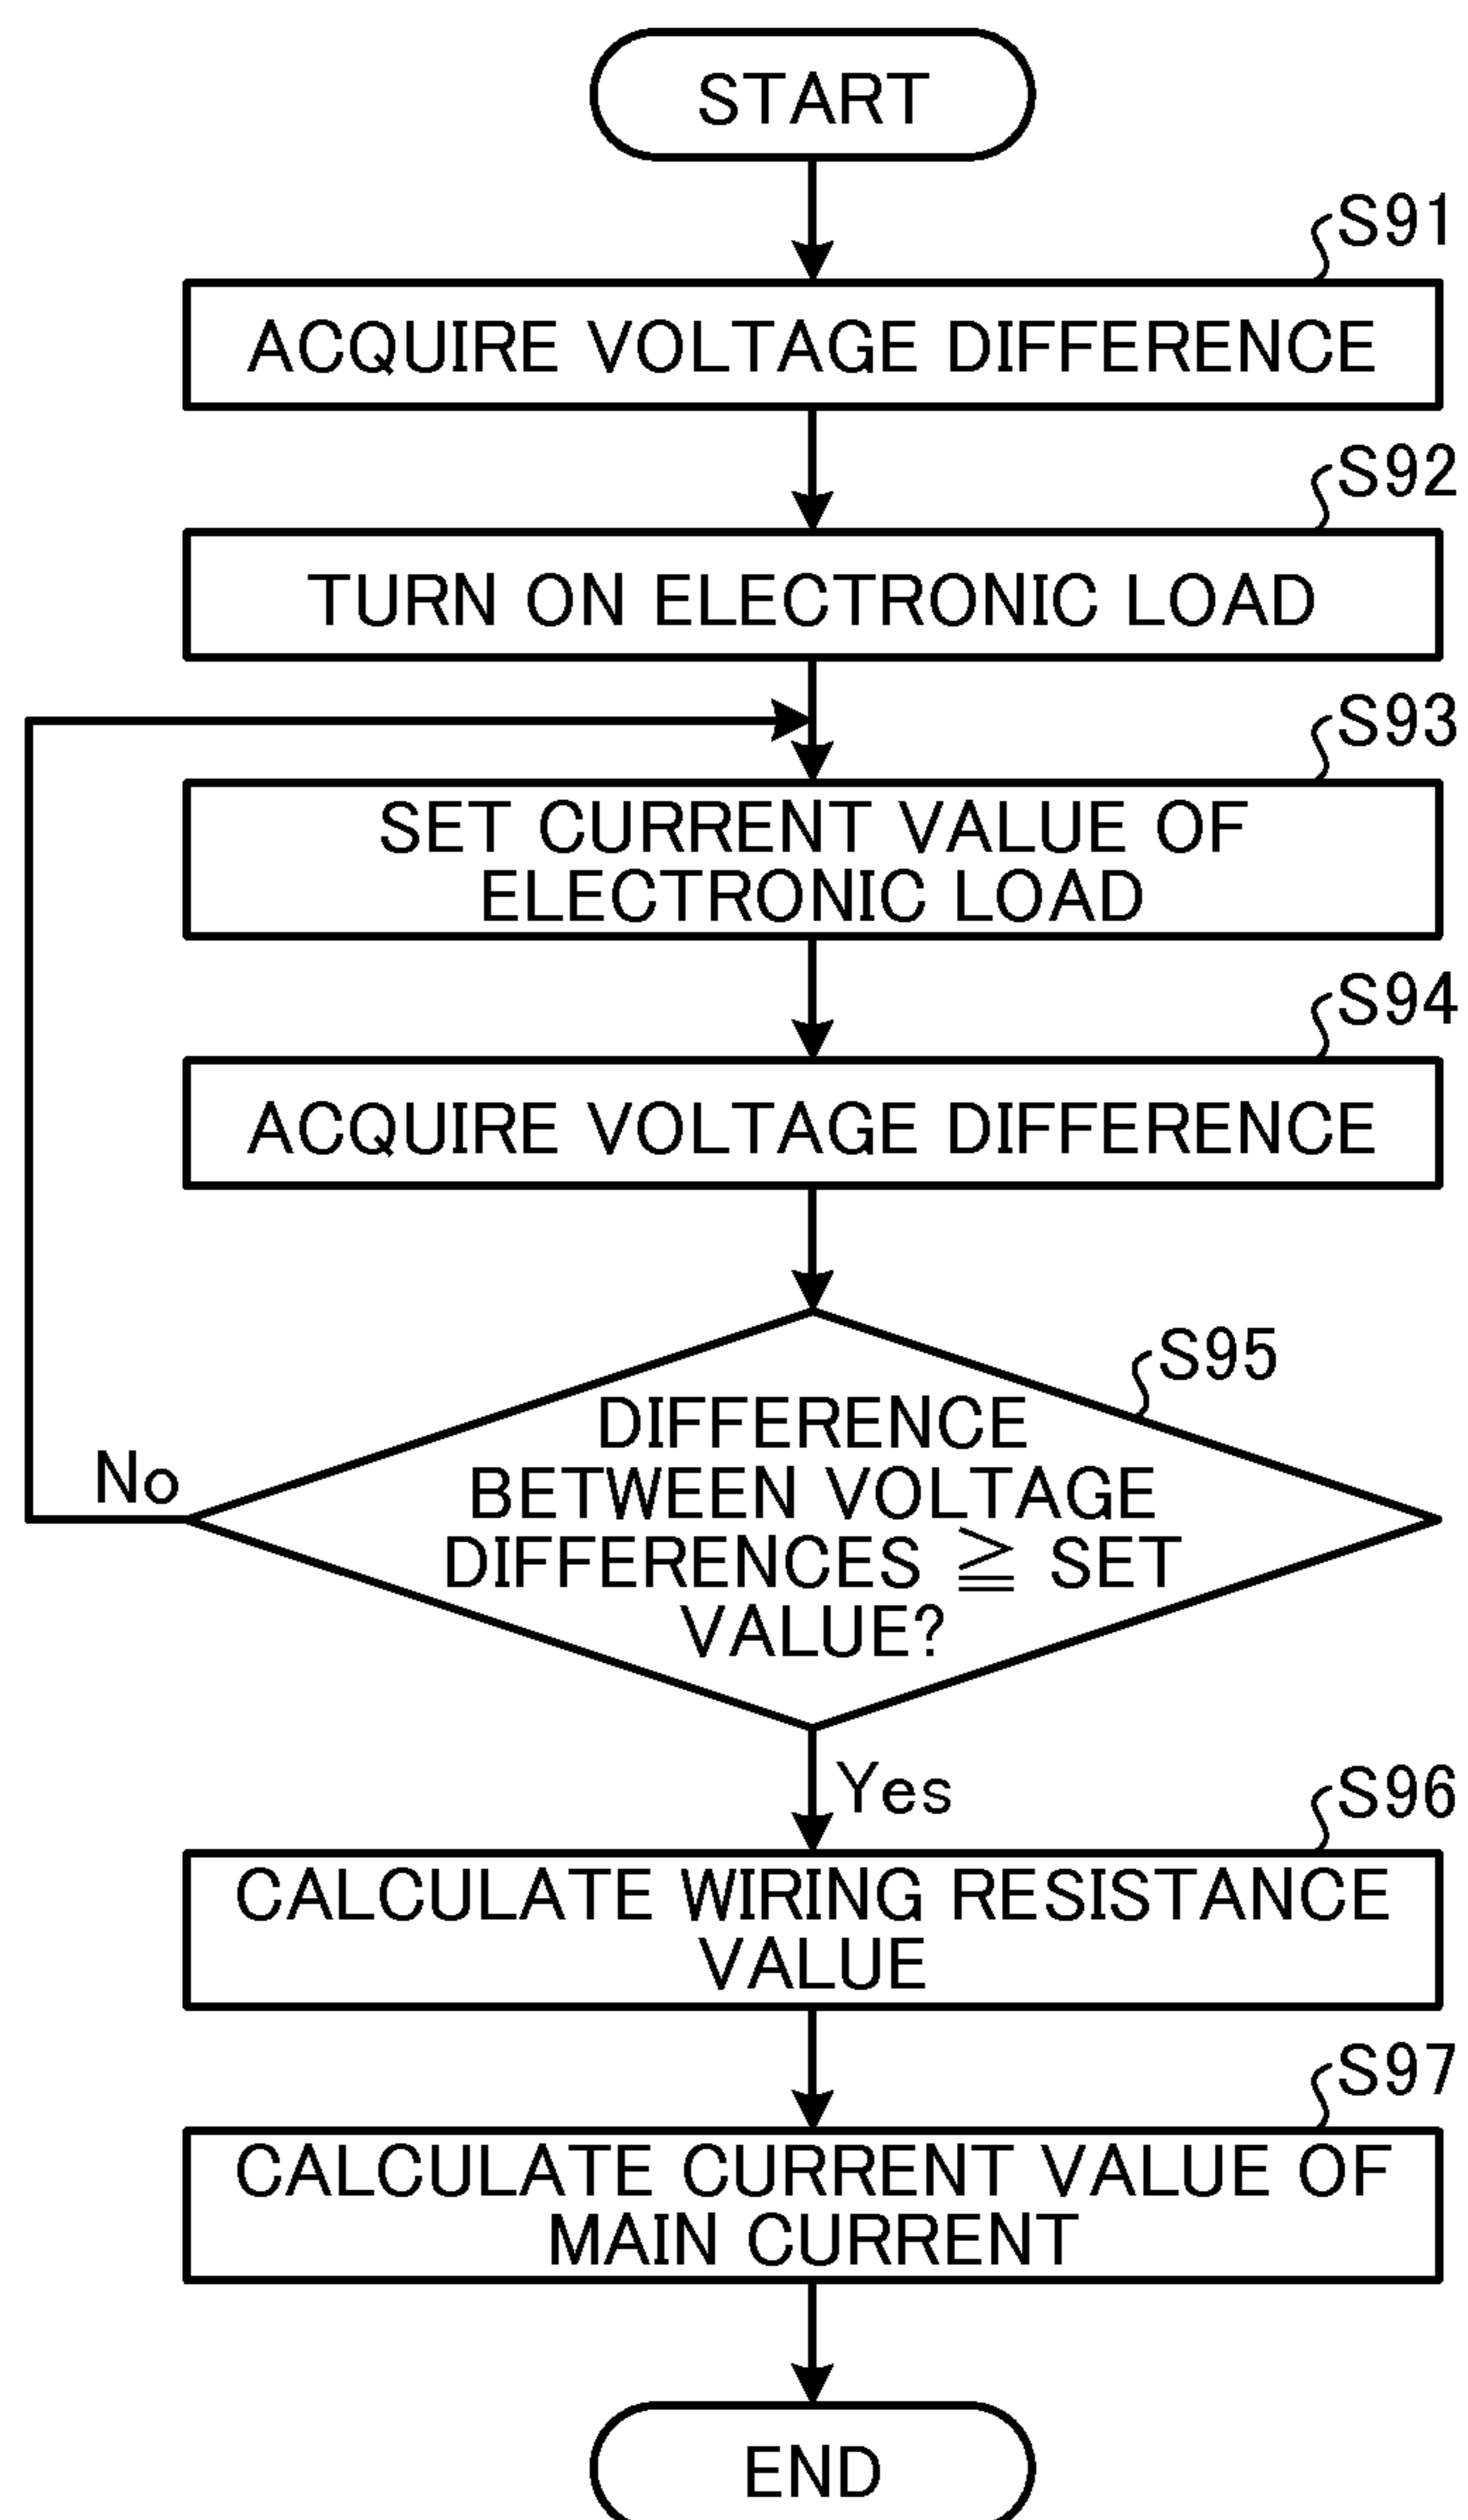 START
S91
ACQUIRE VOLTAGE DIFFERENCE
S92
TURN ON ELECTRONIC LOAD
S93
SET CURRENT VALUE OF
ELECTRONIC LOAD
S94
ACQUIRE VOLTAGE DIFFERENCE
S95
DIFFERENCE
BETWEEN VOLTAGE
DIFFERENCES ≧ SET
VALUE?
No
Yes
S96
CALCULATE WIRING RESISTANCE
VALUE
S97
CALCULATE CURRENT VALUE OF
MAIN CURRENT
END